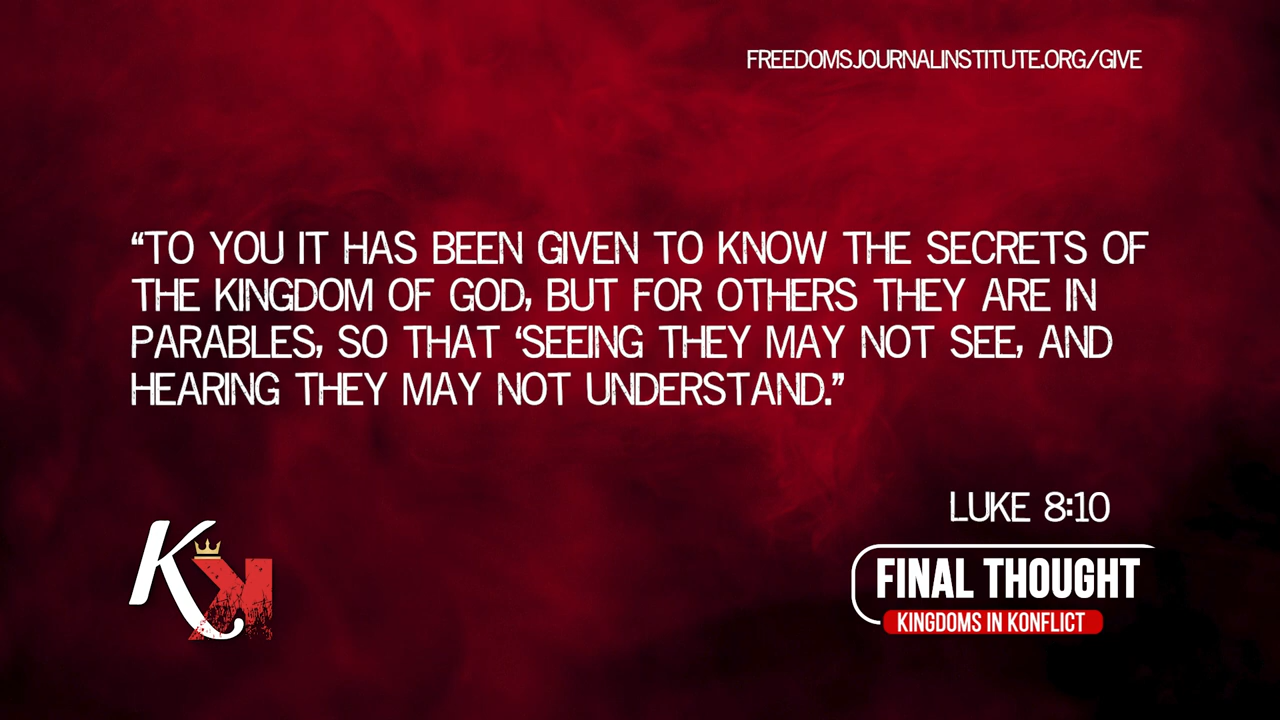 FREEDOMSJOURNALINSTITUTE.ORG/GIVE
“TO YOU IT HAS BEEN GIVEN TO KNOW THE SECRETS OF
THE KINGDOM OF GOD, BUT FOR OTHERS THEY ARE IN
PARABLES, SO THAT ‘SEEING THEY MAY NOT SEE, AND
HEARING THEY MAY NOT UNDERSTAND.”
LUKE 8:10
KK
FINAL THOUGHT
KINGDOMS IN KONFLICT